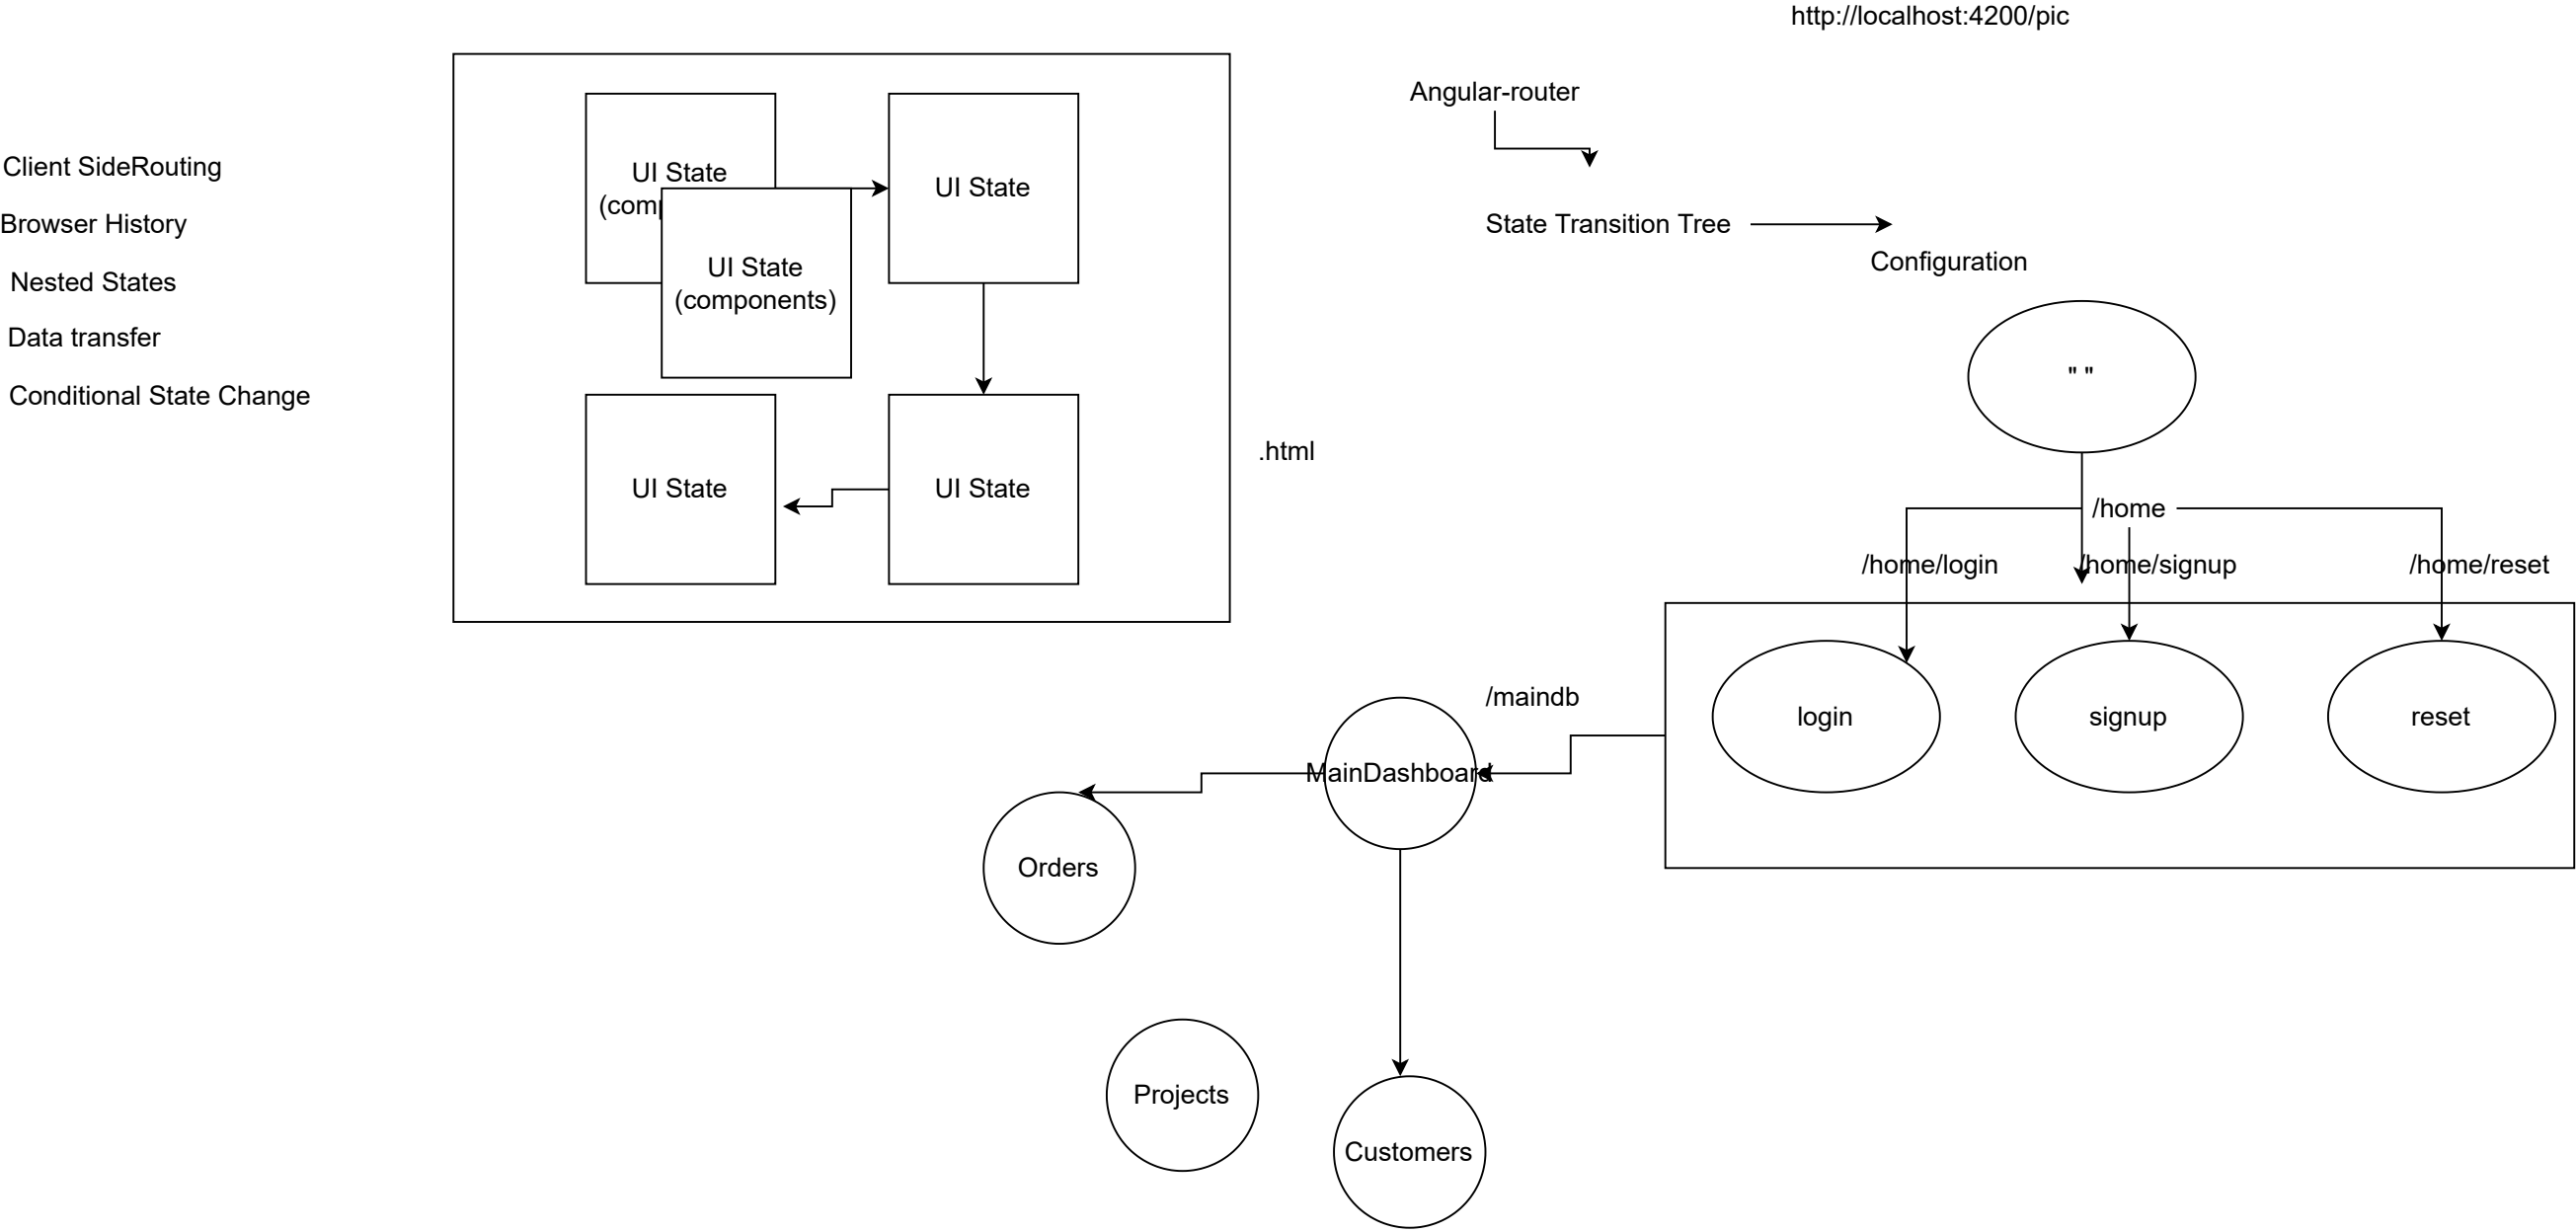 http://localhost:4200/pic
Angular-router
Client SideRouting
Browser History
Nested States
Data transfer
Conditional State Change
UI State
UI State
UI State
(components)
UI State
UI State
.html
State Transition Tree
Configuration
" "
/home
/home/login
/home/signup
/home/reset
login
signup
reset
/maindb
MainDashboard
Orders
Projects
Customers